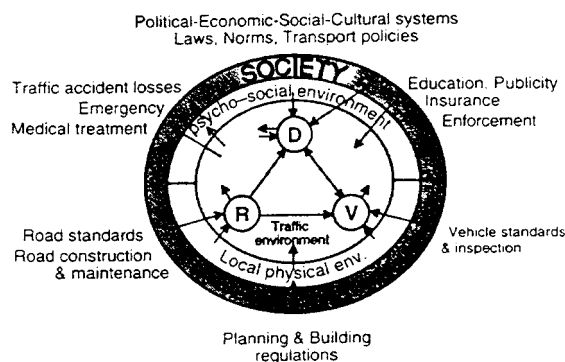 Political-Economic-Social-Cultural systems
Laws, Norms, Transport policies
SOCIETY
psycho-social environment
Traffic accident losses
Emergency
Medical treatment
Education. Publicity
Insurance
Enforcement
D
R
V
Traffic
environment
Local physical env.
Road standards
Road construction
& maintenance
Vehicle standards
& inspection
Planning & Building
regulations